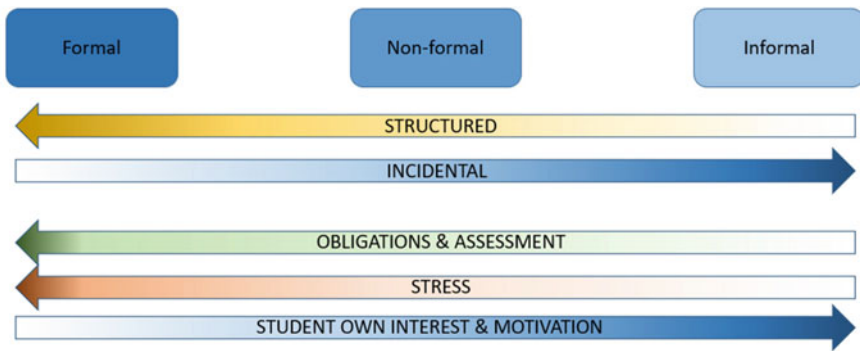 Formal
Non-formal
Informal
STRUCTURED
INCIDENTAL
OBLIGATIONS & ASSESSMENT
STRESS
STUDENT OWN INTEREST & MOTIVATION